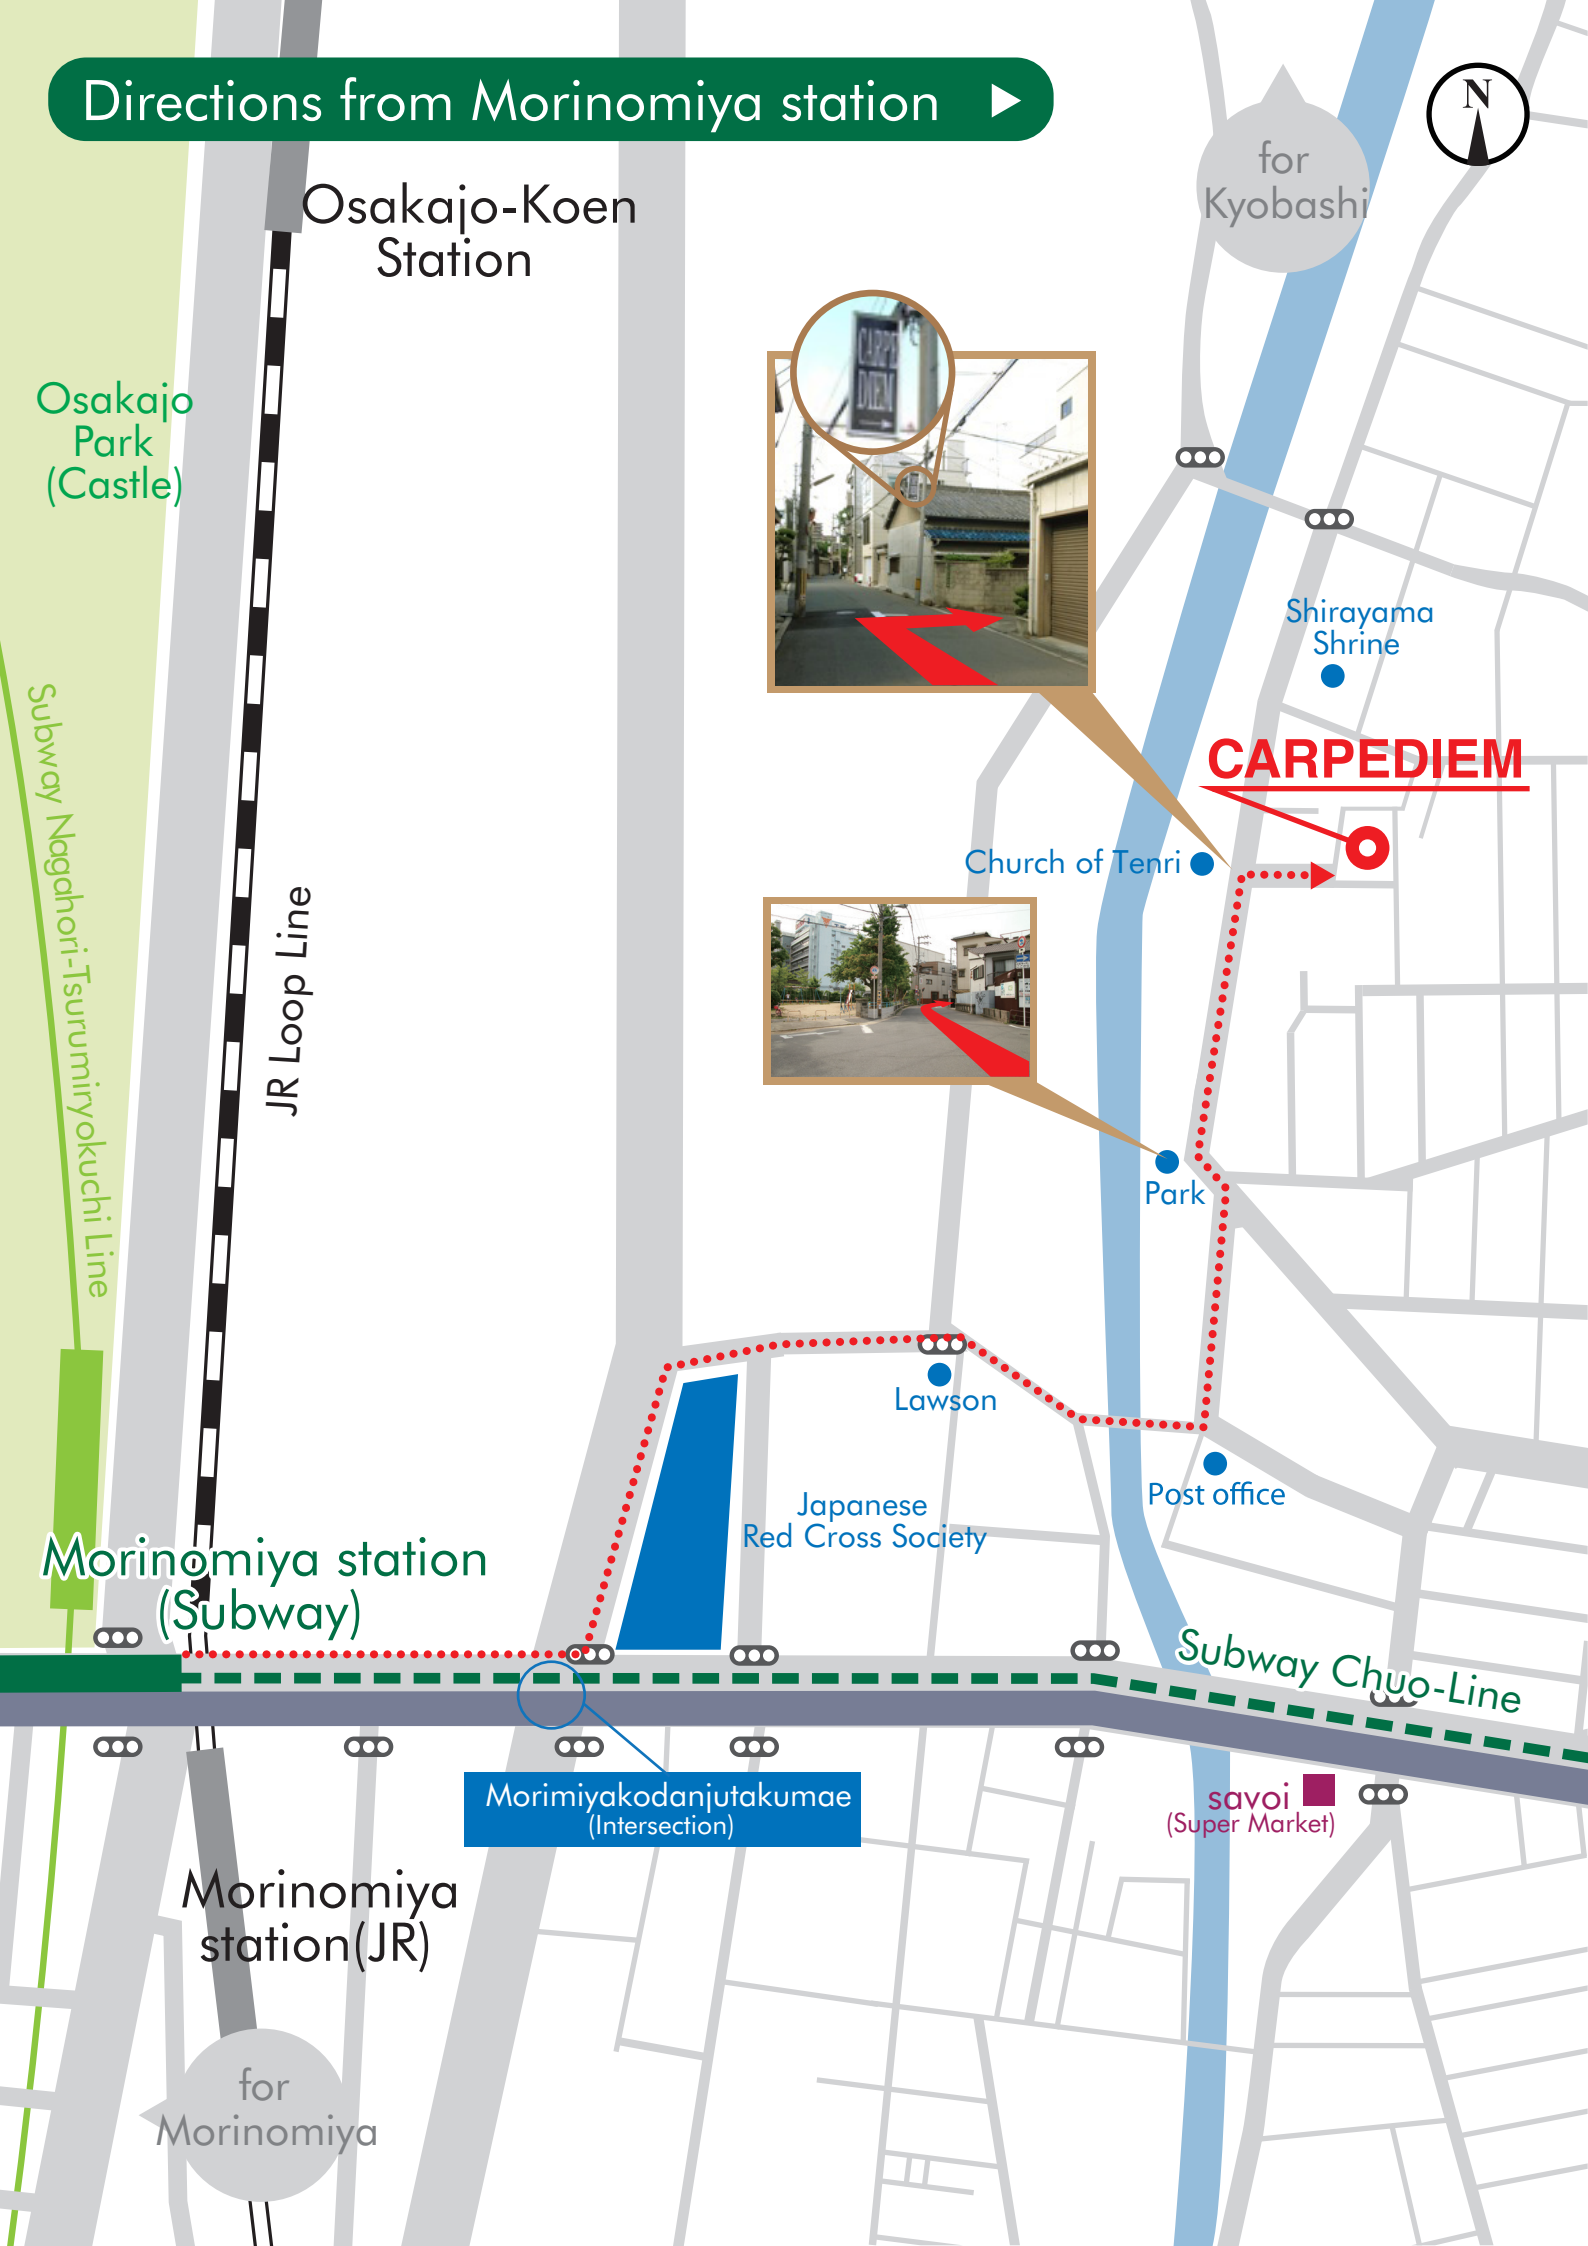 Directions from Morinomiya station
N
for
Kyobashi
Osakajo-Koen
Station
CARPE
DIEM
Osakajo
Park
(Castle)
Shirayama
Shrine
Subway Nagahori-Tsurumiryokuchi Line
CARPEDIEM
Church of Tenri
JR Loop Line
Park
Lawson
Post office
Japanese
Red Cross Society
Morinomiya station
(Subway)
Subway Chuo-Line
Morimiyakodanjutakumae
(Intersection)
savoi
(Super Market)
Morinomiya
station(JR)
for
Morinomiya